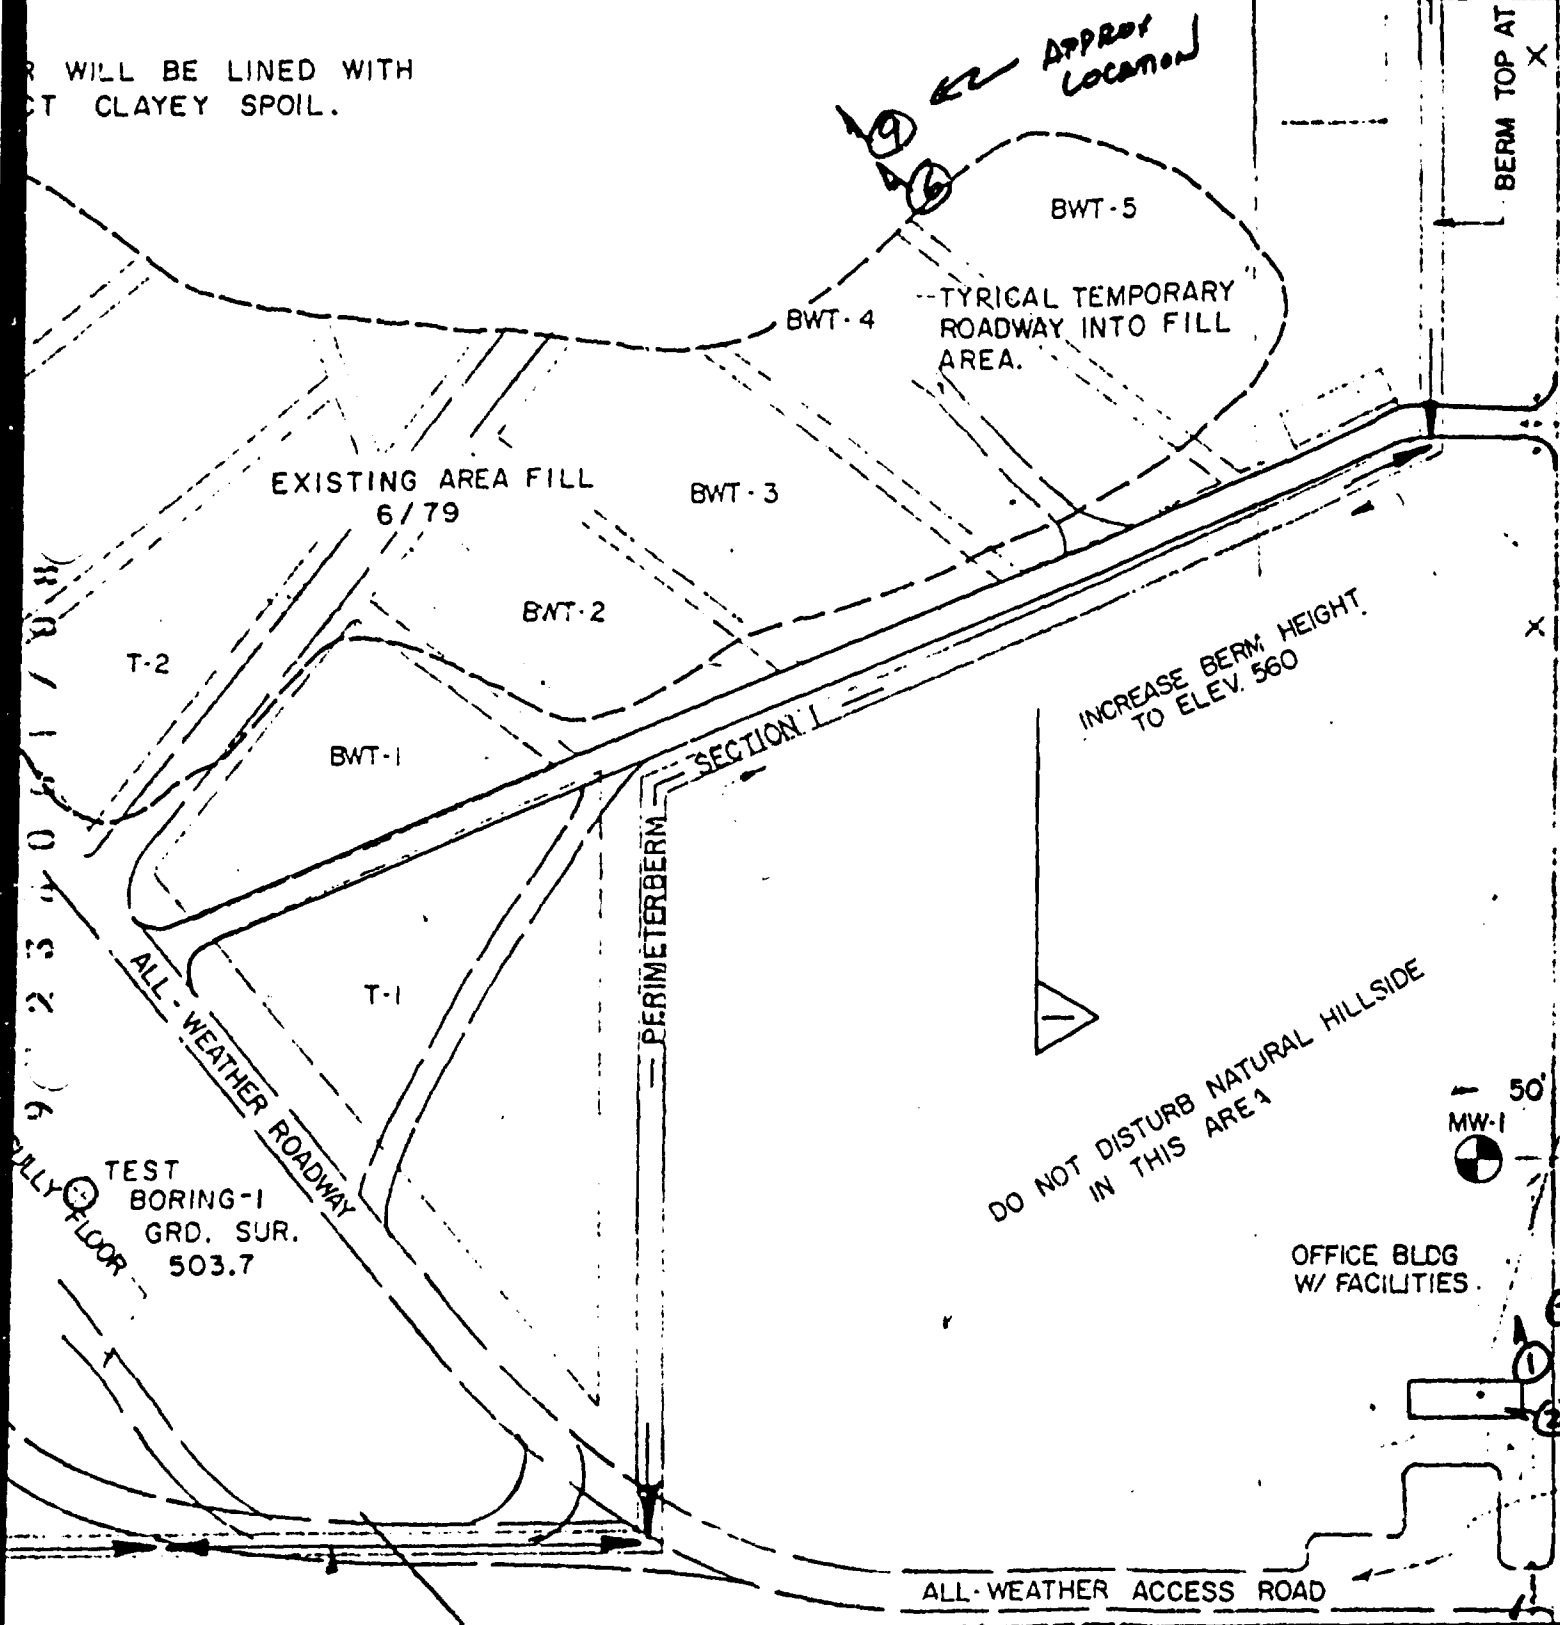 WILL BE LINED WITH
CLAYEY SPOIL.
APPROX
LOCATION
9
6
BERM TOP AT
BWT-5
BWT-4
TYRICAL TEMPORARY
ROADWAY INTO FILL
AREA.
EXISTING AREA FILL
6/79
BWT-3
BWT-2
T-2
BWT-1
SECTION 1
INCREASE BERM HEIGHT
TO ELEV. 560
PERIMETER BERM
T-1
ALL-WEATHER ROADWAY
DO NOT DISTURB NATURAL HILLSIDE
IN THIS AREA
50'
MW-1
TEST
BORING-1
GRD. SUR.
503.7
FLOOR
OFFICE BLDG
W/ FACILITIES
1
2
ALL-WEATHER ACCESS ROAD